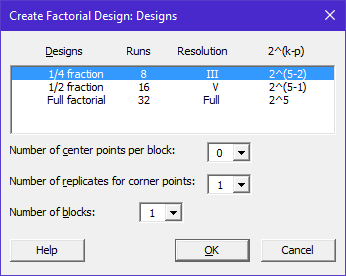 Create Factorial Design: Designs
Designs Runs Resolution 2^(k-p)
1/4 fraction 8 III 2^(5-2)
1/2 fraction 16 V 2^(5-1)
Full factorial 32 Full 2^5
Number of center points per block: 0
Number of replicates for corner points: 1
Number of blocks: 1
Help OK Cancel